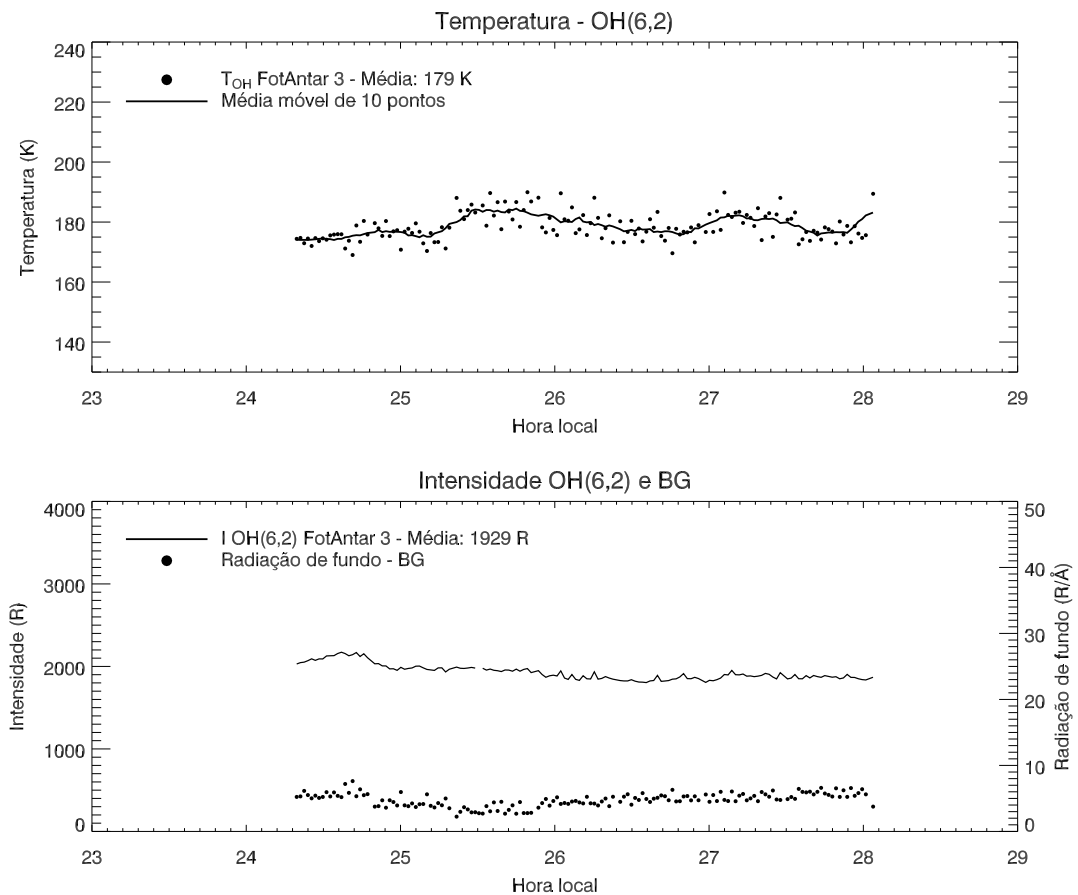 Temperatura - OH(6,2)
240
220
200
180
160
140
Temperatura (K)
T_OH FotAntar 3 - Média: 179 K
Média móvel de 10 pontos
23 24 25 26 27 28 29
Hora local
Intensidade OH(6,2) e BG
4000
3000
2000
1000
0
Intensidade (R)
I OH(6,2) FotAntar 3 - Média: 1929 R
Radiação de fundo - BG
50
40
30
20
10
0
Radiação de fundo (R/Å)
23 24 25 26 27 28 29
Hora local